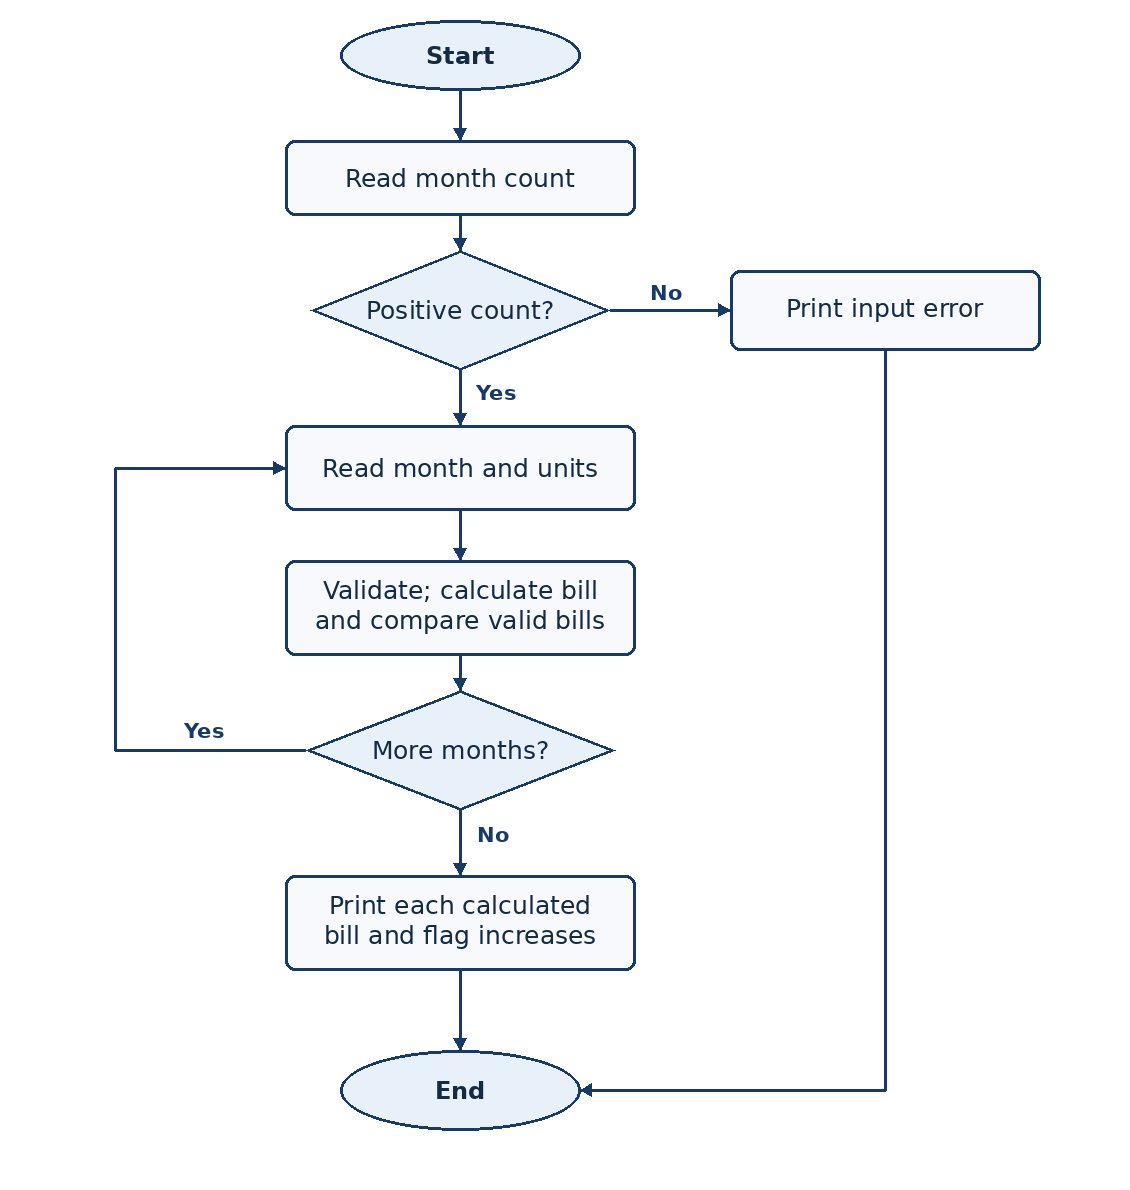 Start
Read month count
Positive count?
No
Print input error
Yes
Read month and units
Validate; calculate bill
and compare valid bills
Yes
More months?
No
Print each calculated
bill and flag increases
End